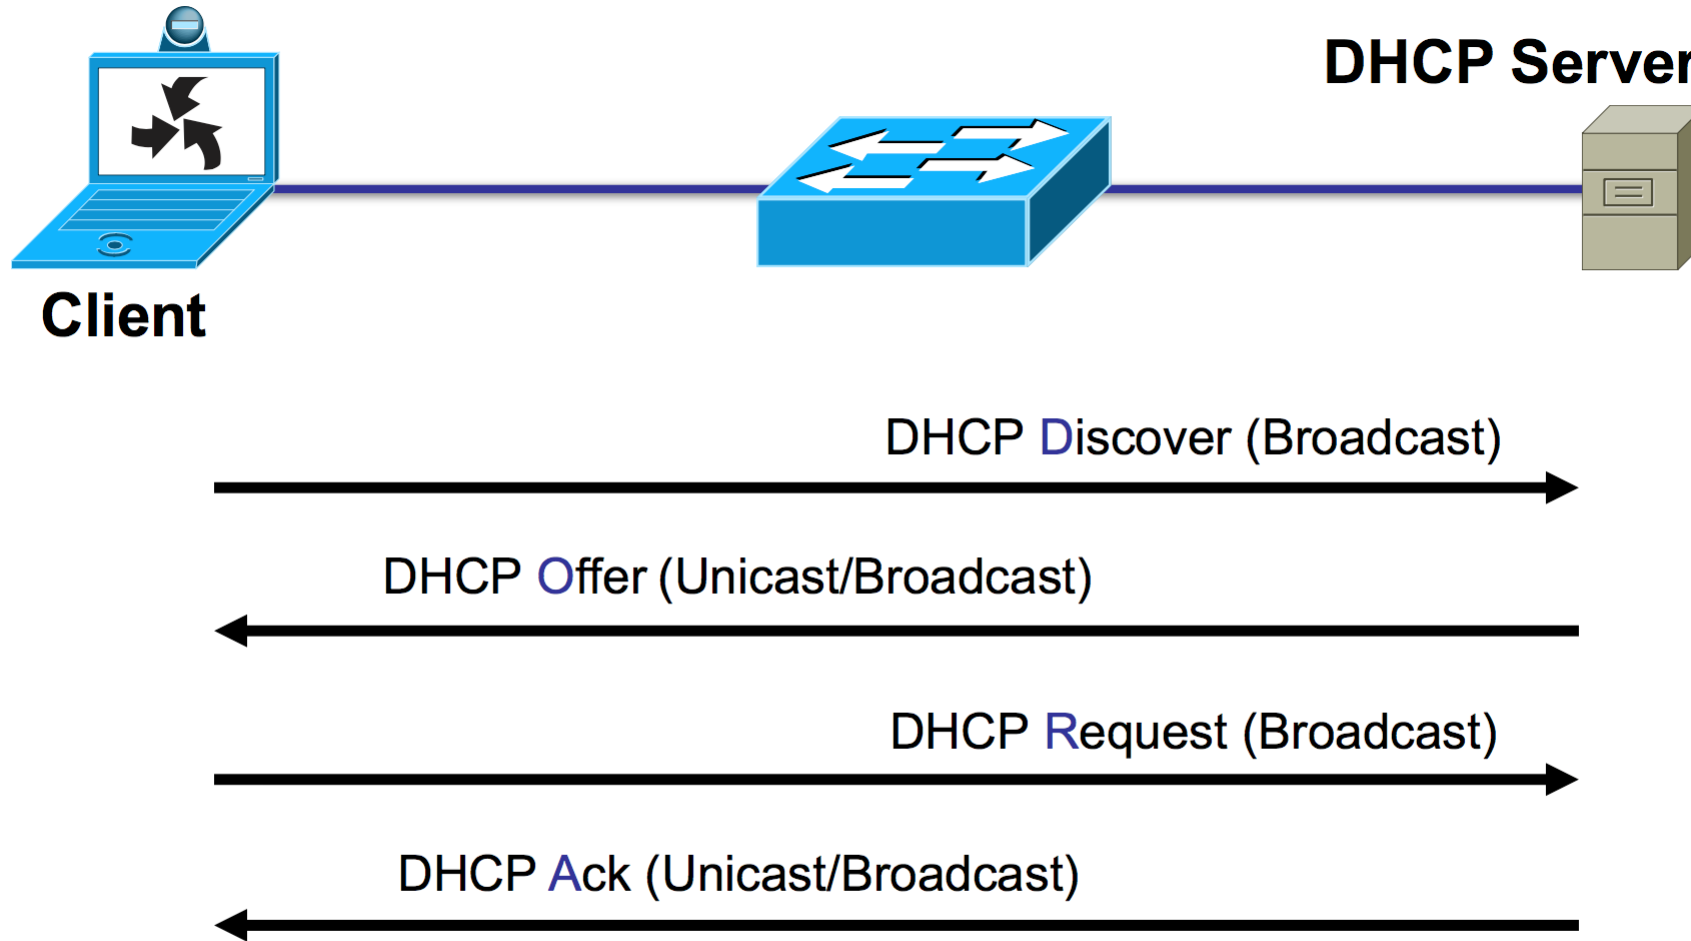 DHCP Server
Client
DHCP Discover (Broadcast)
DHCP Offer (Unicast/Broadcast)
DHCP Request (Broadcast)
DHCP Ack (Unicast/Broadcast)